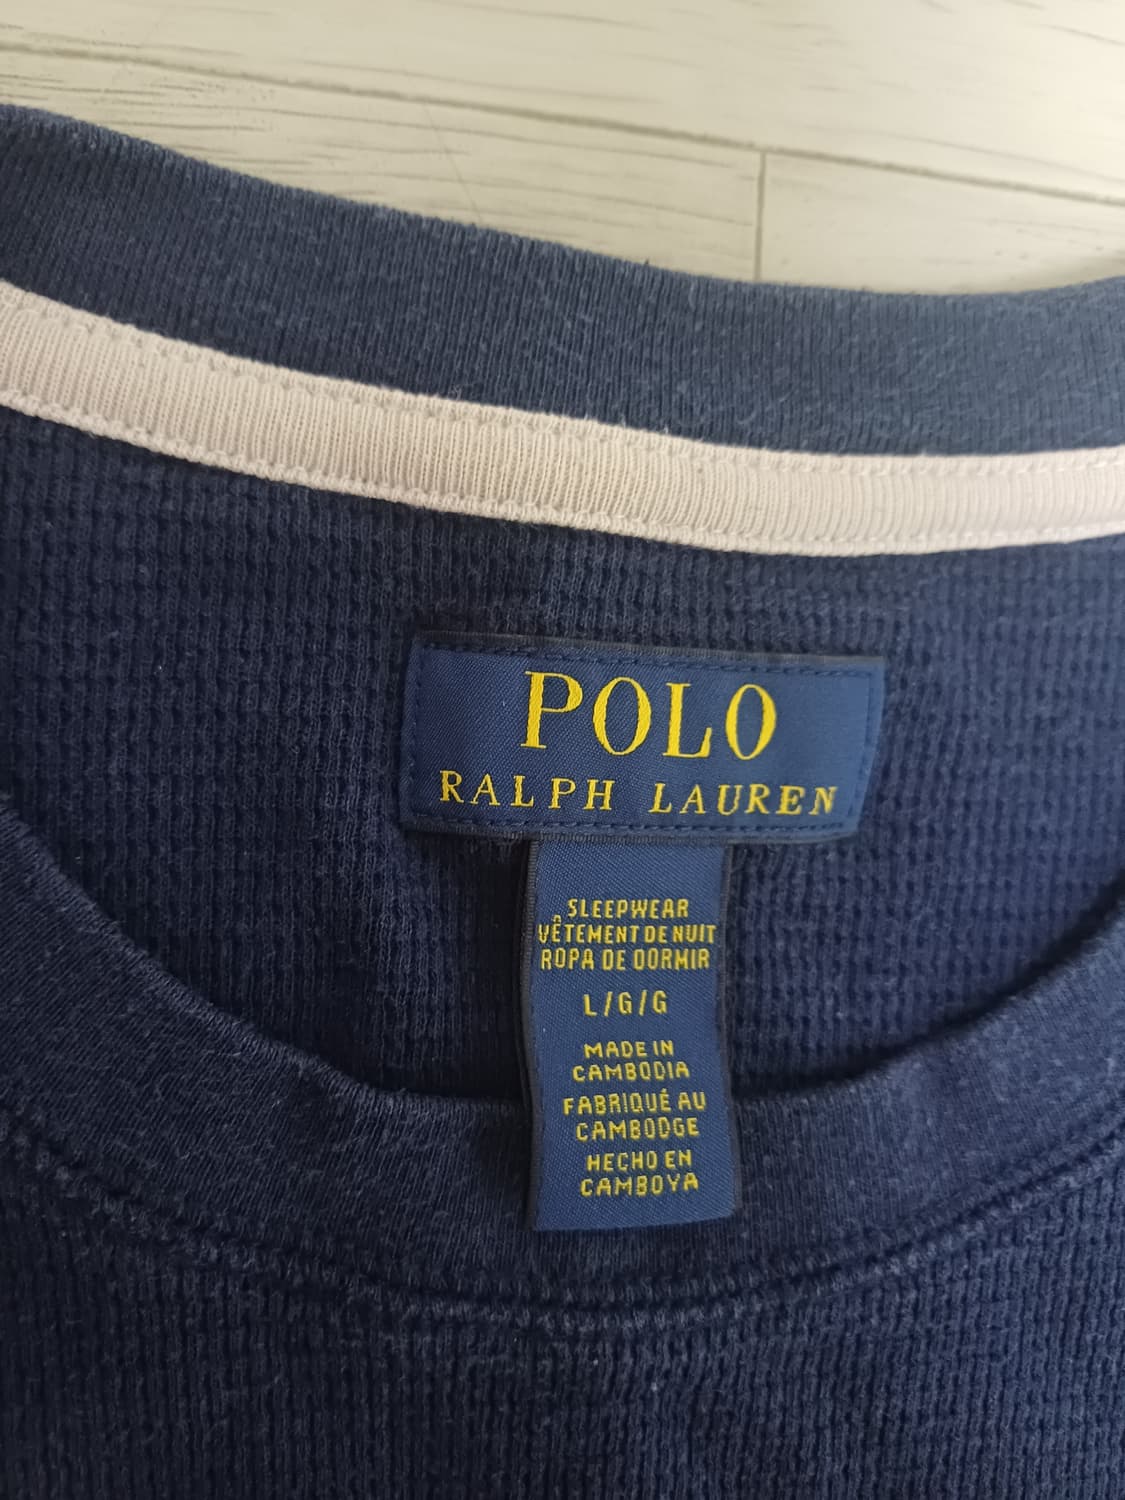 POLO
RALPH LAUREN
SLEEPWEAR
VÊTEMENT DE NUIT
ROPA DE DORMIR
L/G/G
MADE IN
CAMBODIA
FABRIQUÉ AU
CAMBODGE
HECHO EN
CAMBOYA